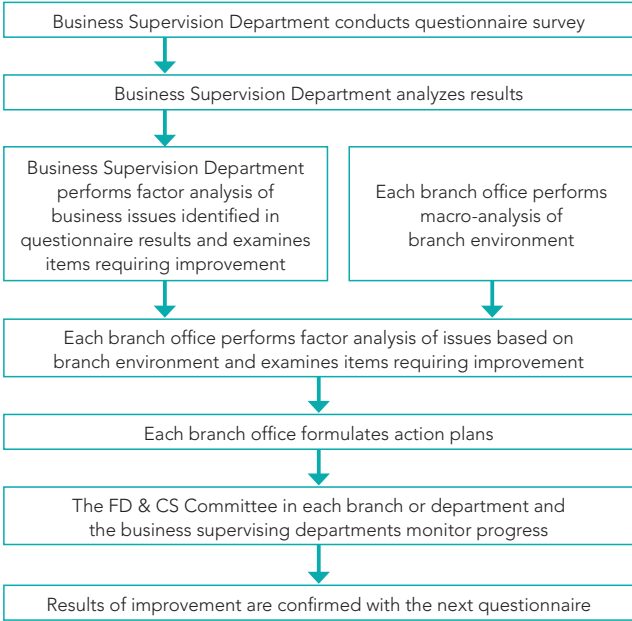 Business Supervision Department conducts questionnaire survey
Business Supervision Department analyzes results
Business Supervision Department
performs factor analysis of
business issues identified in
questionnaire results and examines
items requiring improvement
Each branch office performs
macro-analysis of
branch environment
Each branch office performs factor analysis of issues based on
branch environment and examines items requiring improvement
Each branch office formulates action plans
The FD & CS Committee in each branch or department and
the business supervising departments monitor progress
Results of improvement are confirmed with the next questionnaire